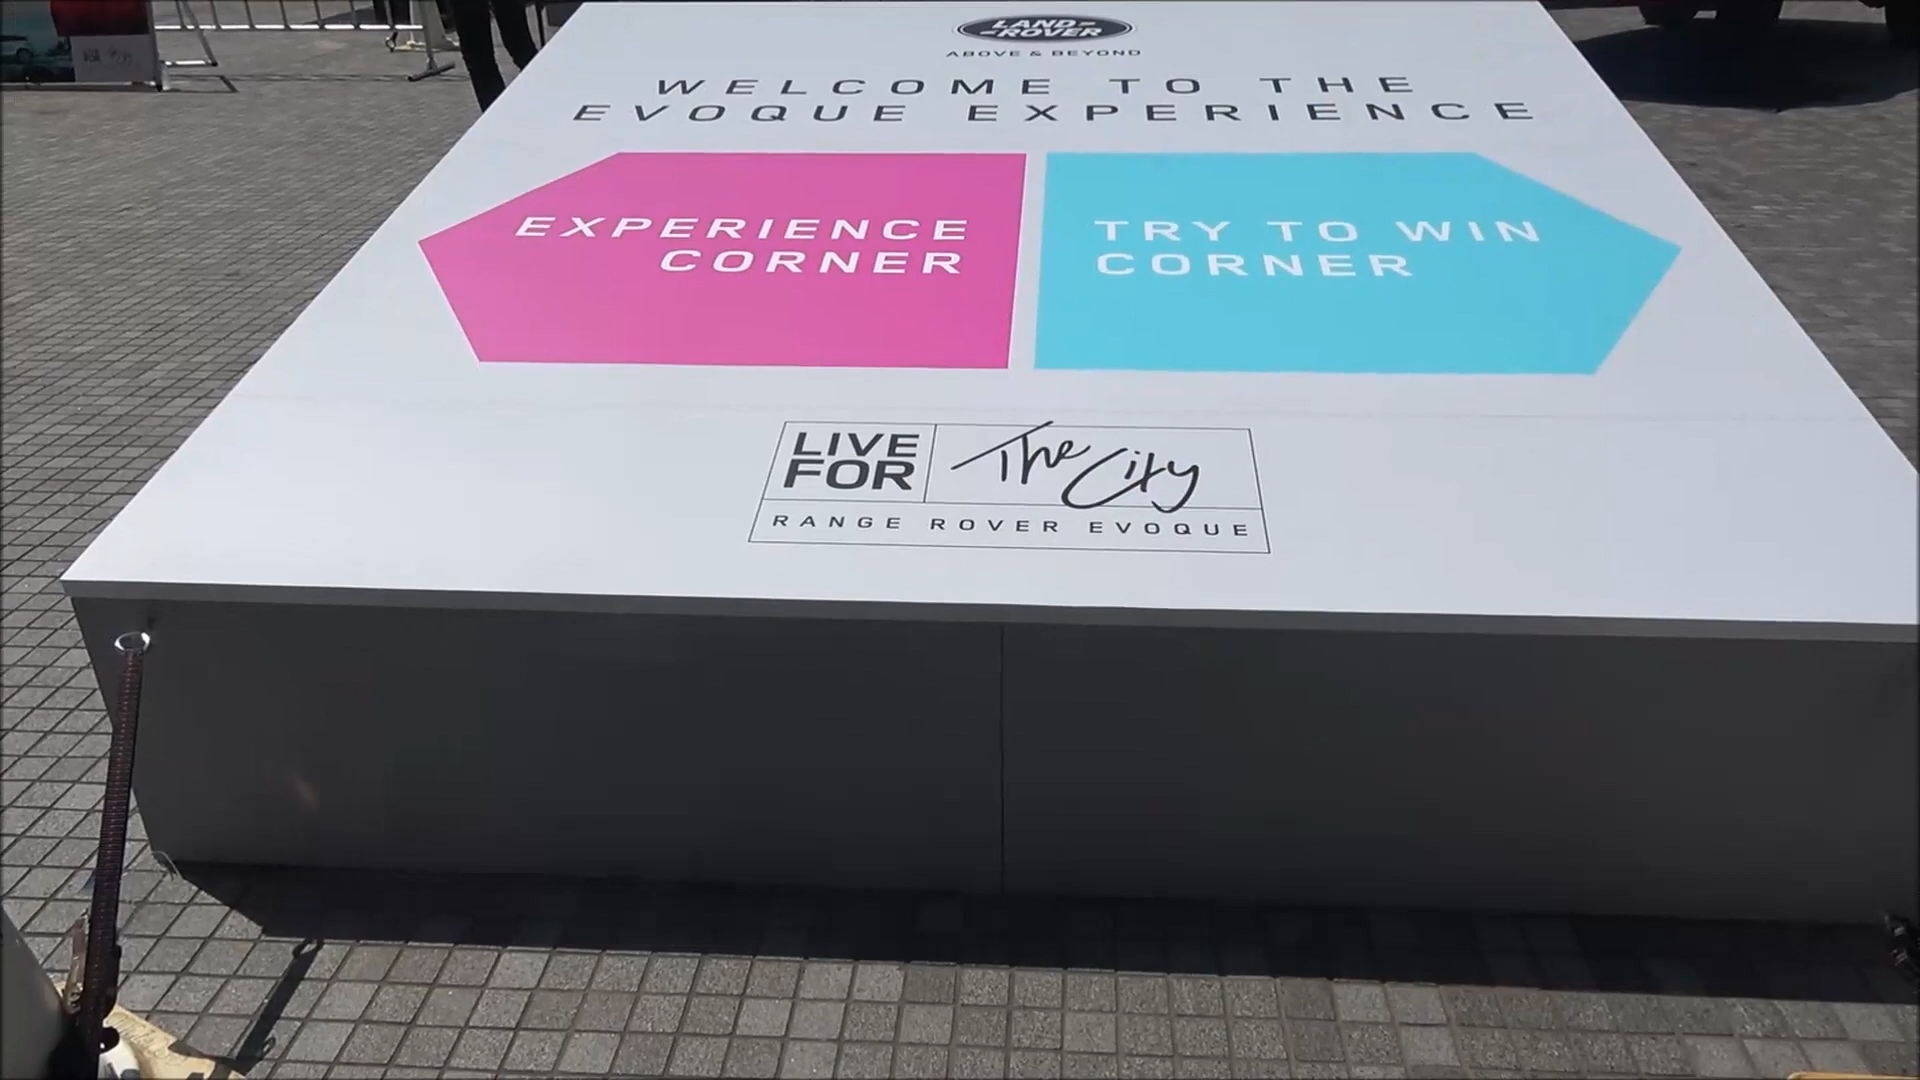 LAND-
-ROVER
ABOVE & BEYOND
WELCOME TO THE
EVOQUE EXPERIENCE
EXPERIENCE
CORNER
TRY TO WIN
CORNER
LIVE
FOR
The City
RANGE ROVER EVOQUE